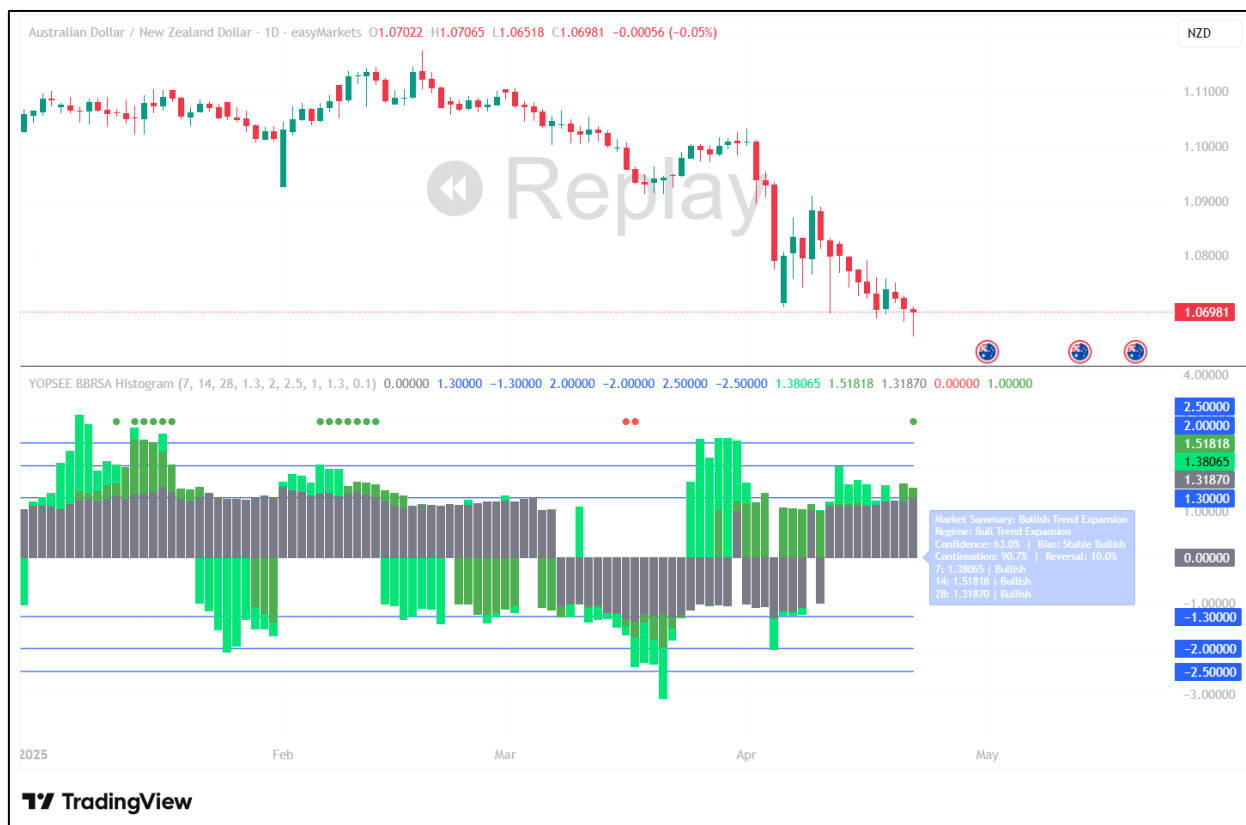 Australian Dollar / New Zealand Dollar · 1D · easyMarkets O1.07022 H1.07065 L1.06518 C1.06981 −0.00056 (−0.05%)
NZD
1.11000
1.10000
Replay
1.09000
1.08000
1.06981
YOPSEE BBRSA Histogram (7, 14, 28, 1.3, 2, 2.5, 1, 1.3, 0.1) 0.00000 1.30000 −1.30000 2.00000 −2.00000 2.50000 −2.50000 1.38065 1.51818 1.31870 0.00000 1.00000
4.00000
2.50000
2.00000
1.51818
1.38065
1.31870
1.30000
1.00000
Market Summary: Bullish Trend Expansion
Regime: Bull Trend Expansion
Confidence: 63.0% | Bias: Stable Bullish
Continuation: 90.7% | Reversal: 10.0%
7: 1.38065 | Bullish
14: 1.51818 | Bullish
28: 1.31870 | Bullish
0.00000
−1.00000
−1.30000
−2.00000
−2.50000
−3.00000
2025 Feb Mar Apr May
TradingView